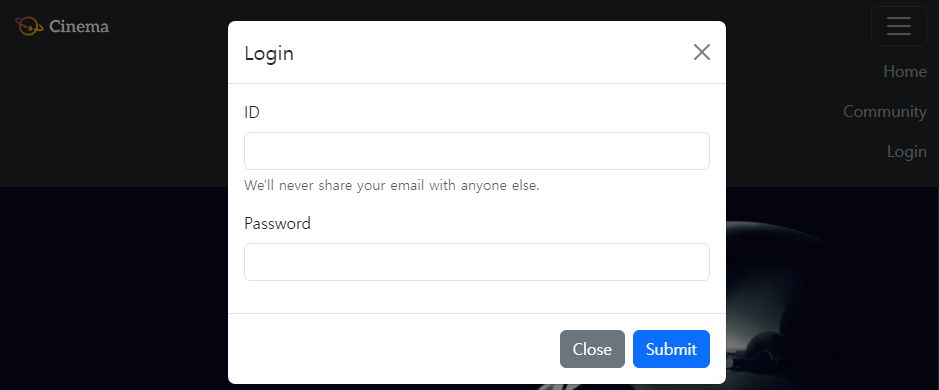 Cinema
Login
Home
Community
Login
ID
We'll never share your email with anyone else.
Password
Close
Submit